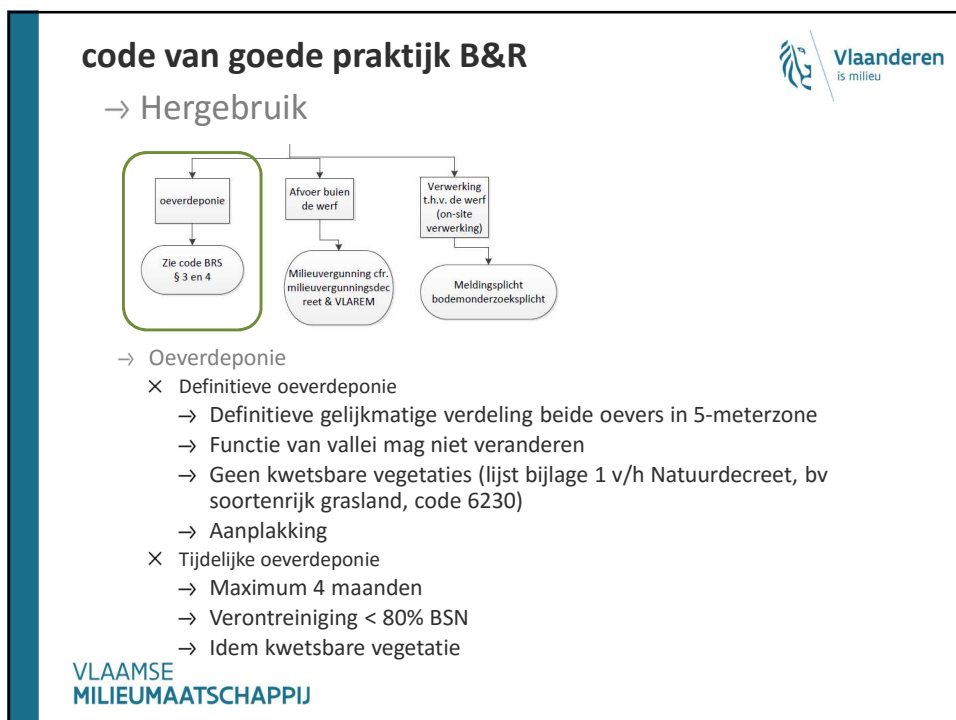 code van goede praktijk B&R
Vlaanderen
is milieu
→ Hergebruik
oeverdeponie
Zie code BRS
§ 3 en 4
Afvoer buien
de werf
Milieuvergunning cfr.
milieuvergunningsdec
reet & VLAREM
Verwerking
t.h.v. de werf
(on-site
verwerking)
Meldingsplicht
bodemonderzoeksplicht
→ Oeverdeponie
× Definitieve oeverdeponie
→ Definitieve gelijkmatige verdeling beide oevers in 5-meterzone
→ Functie van vallei mag niet veranderen
→ Geen kwetsbare vegetaties (lijst bijlage 1 v/h Natuurdecreet, bv
soortenrijk grasland, code 6230)
→ Aanplakking
× Tijdelijke oeverdeponie
→ Maximum 4 maanden
→ Verontreiniging < 80% BSN
→ Idem kwetsbare vegetatie
VLAAMSE
MILIEUMAATSCHAPPIJ